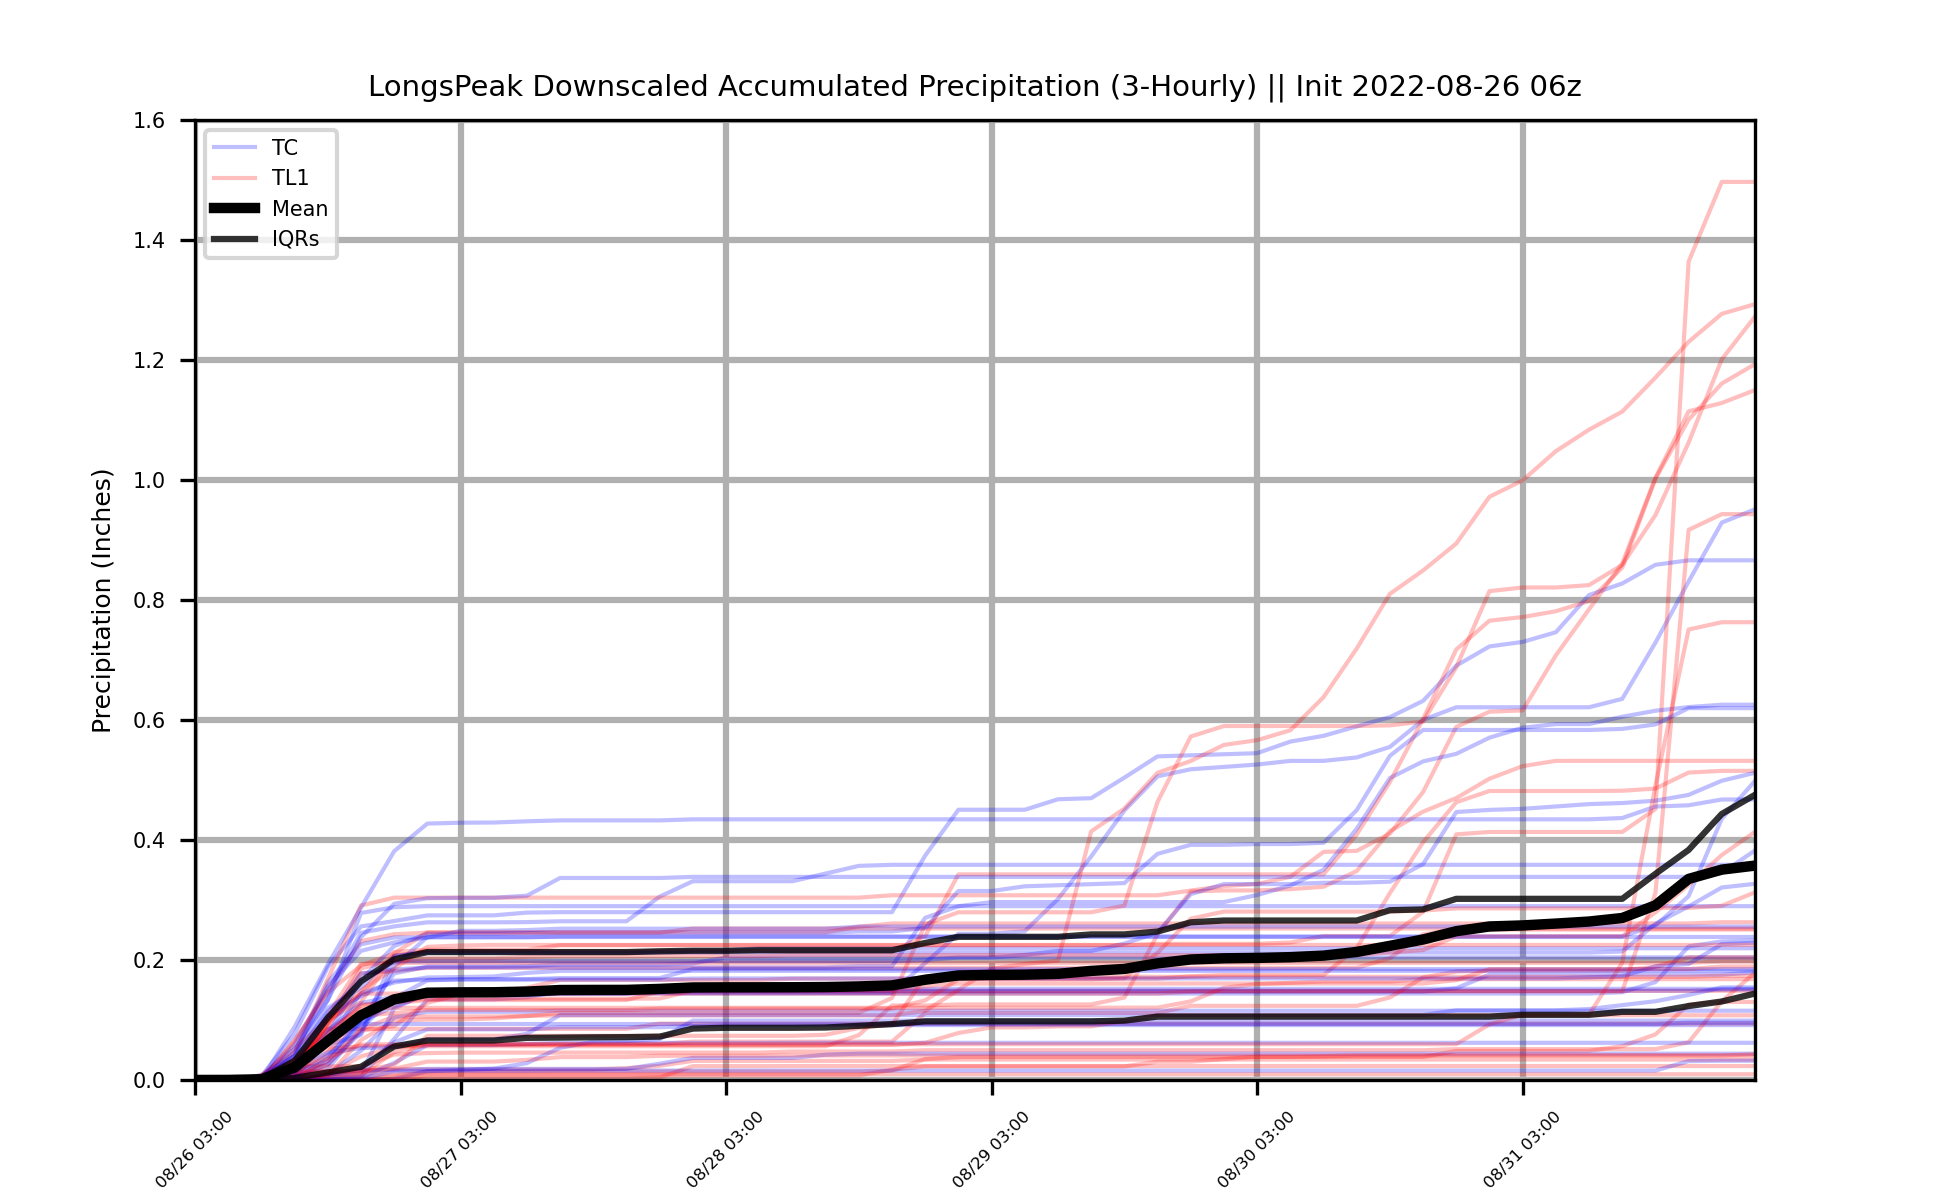 LongsPeak Downscaled Accumulated Precipitation (3-Hourly) || Init 2022-08-26 06z
TC
TL1
Mean
IQRs
Precipitation (Inches)
1.6
1.4
1.2
1.0
0.8
0.6
0.4
0.2
0.0
08/26 03:00
08/27 03:00
08/28 03:00
08/29 03:00
08/30 03:00
08/31 03:00